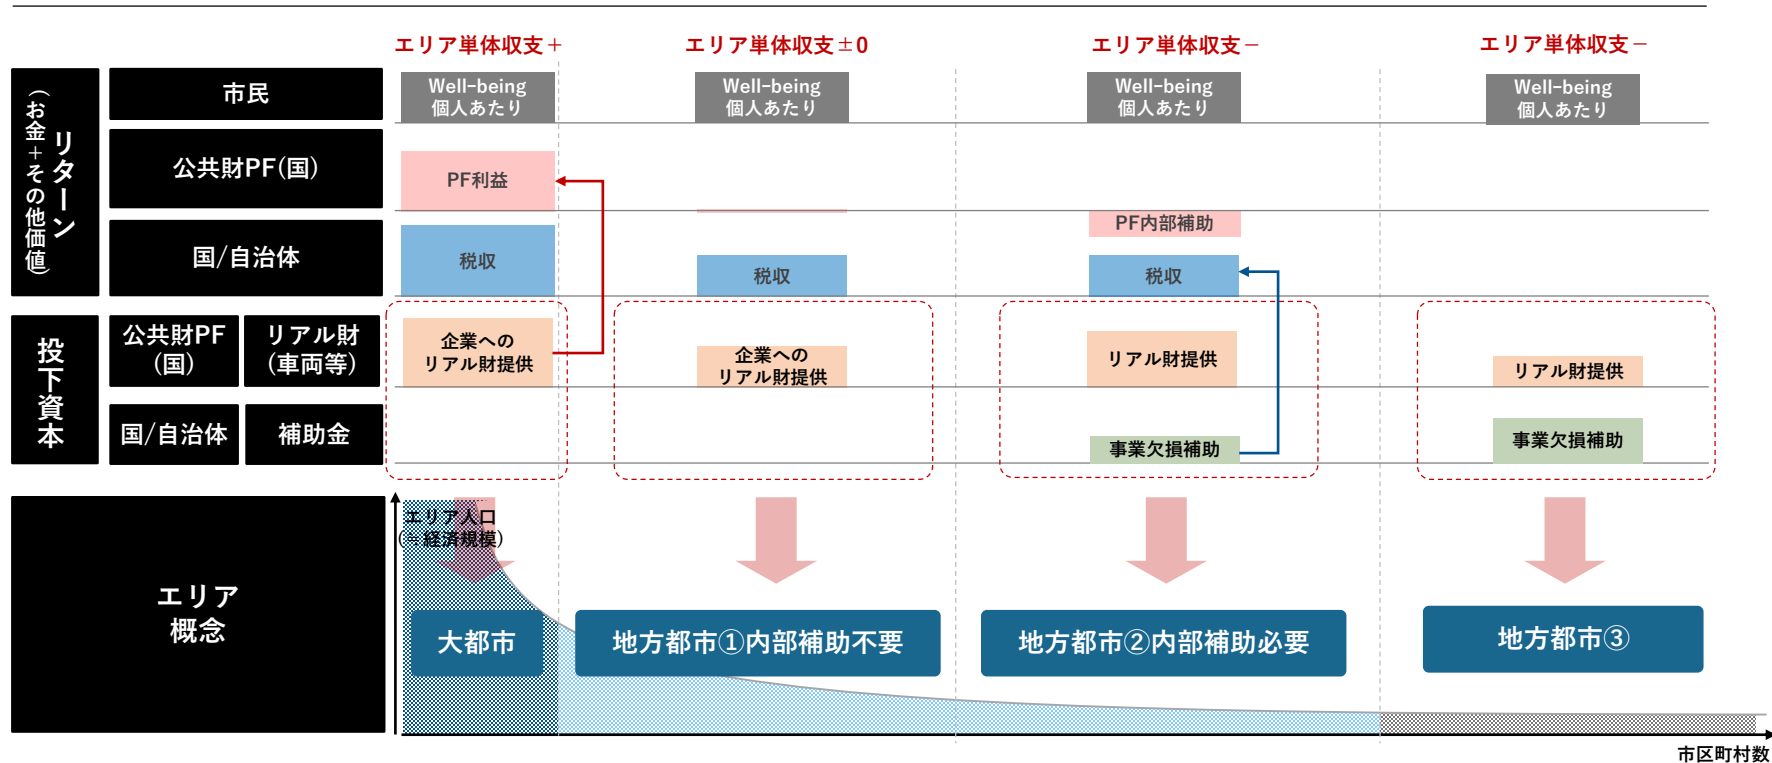 エリア単体収支＋
エリア単体収支±0
エリア単体収支－
エリア単体収支－
リターン
（お金＋その他価値）
市民
Well-being
個人あたり
Well-being
個人あたり
Well-being
個人あたり
Well-being
個人あたり
公共財PF(国)
PF利益
PF内部補助
国/自治体
税収
税収
税収
投下資本
公共財PF
(国)
リアル財
(車両等)
企業への
リアル財提供
企業への
リアル財提供
リアル財提供
リアル財提供
国/自治体
補助金
事業欠損補助
事業欠損補助
エリア
概念
エリア人口
(≒経済規模)
大都市
地方都市①内部補助不要
地方都市②内部補助必要
地方都市③
市区町村数